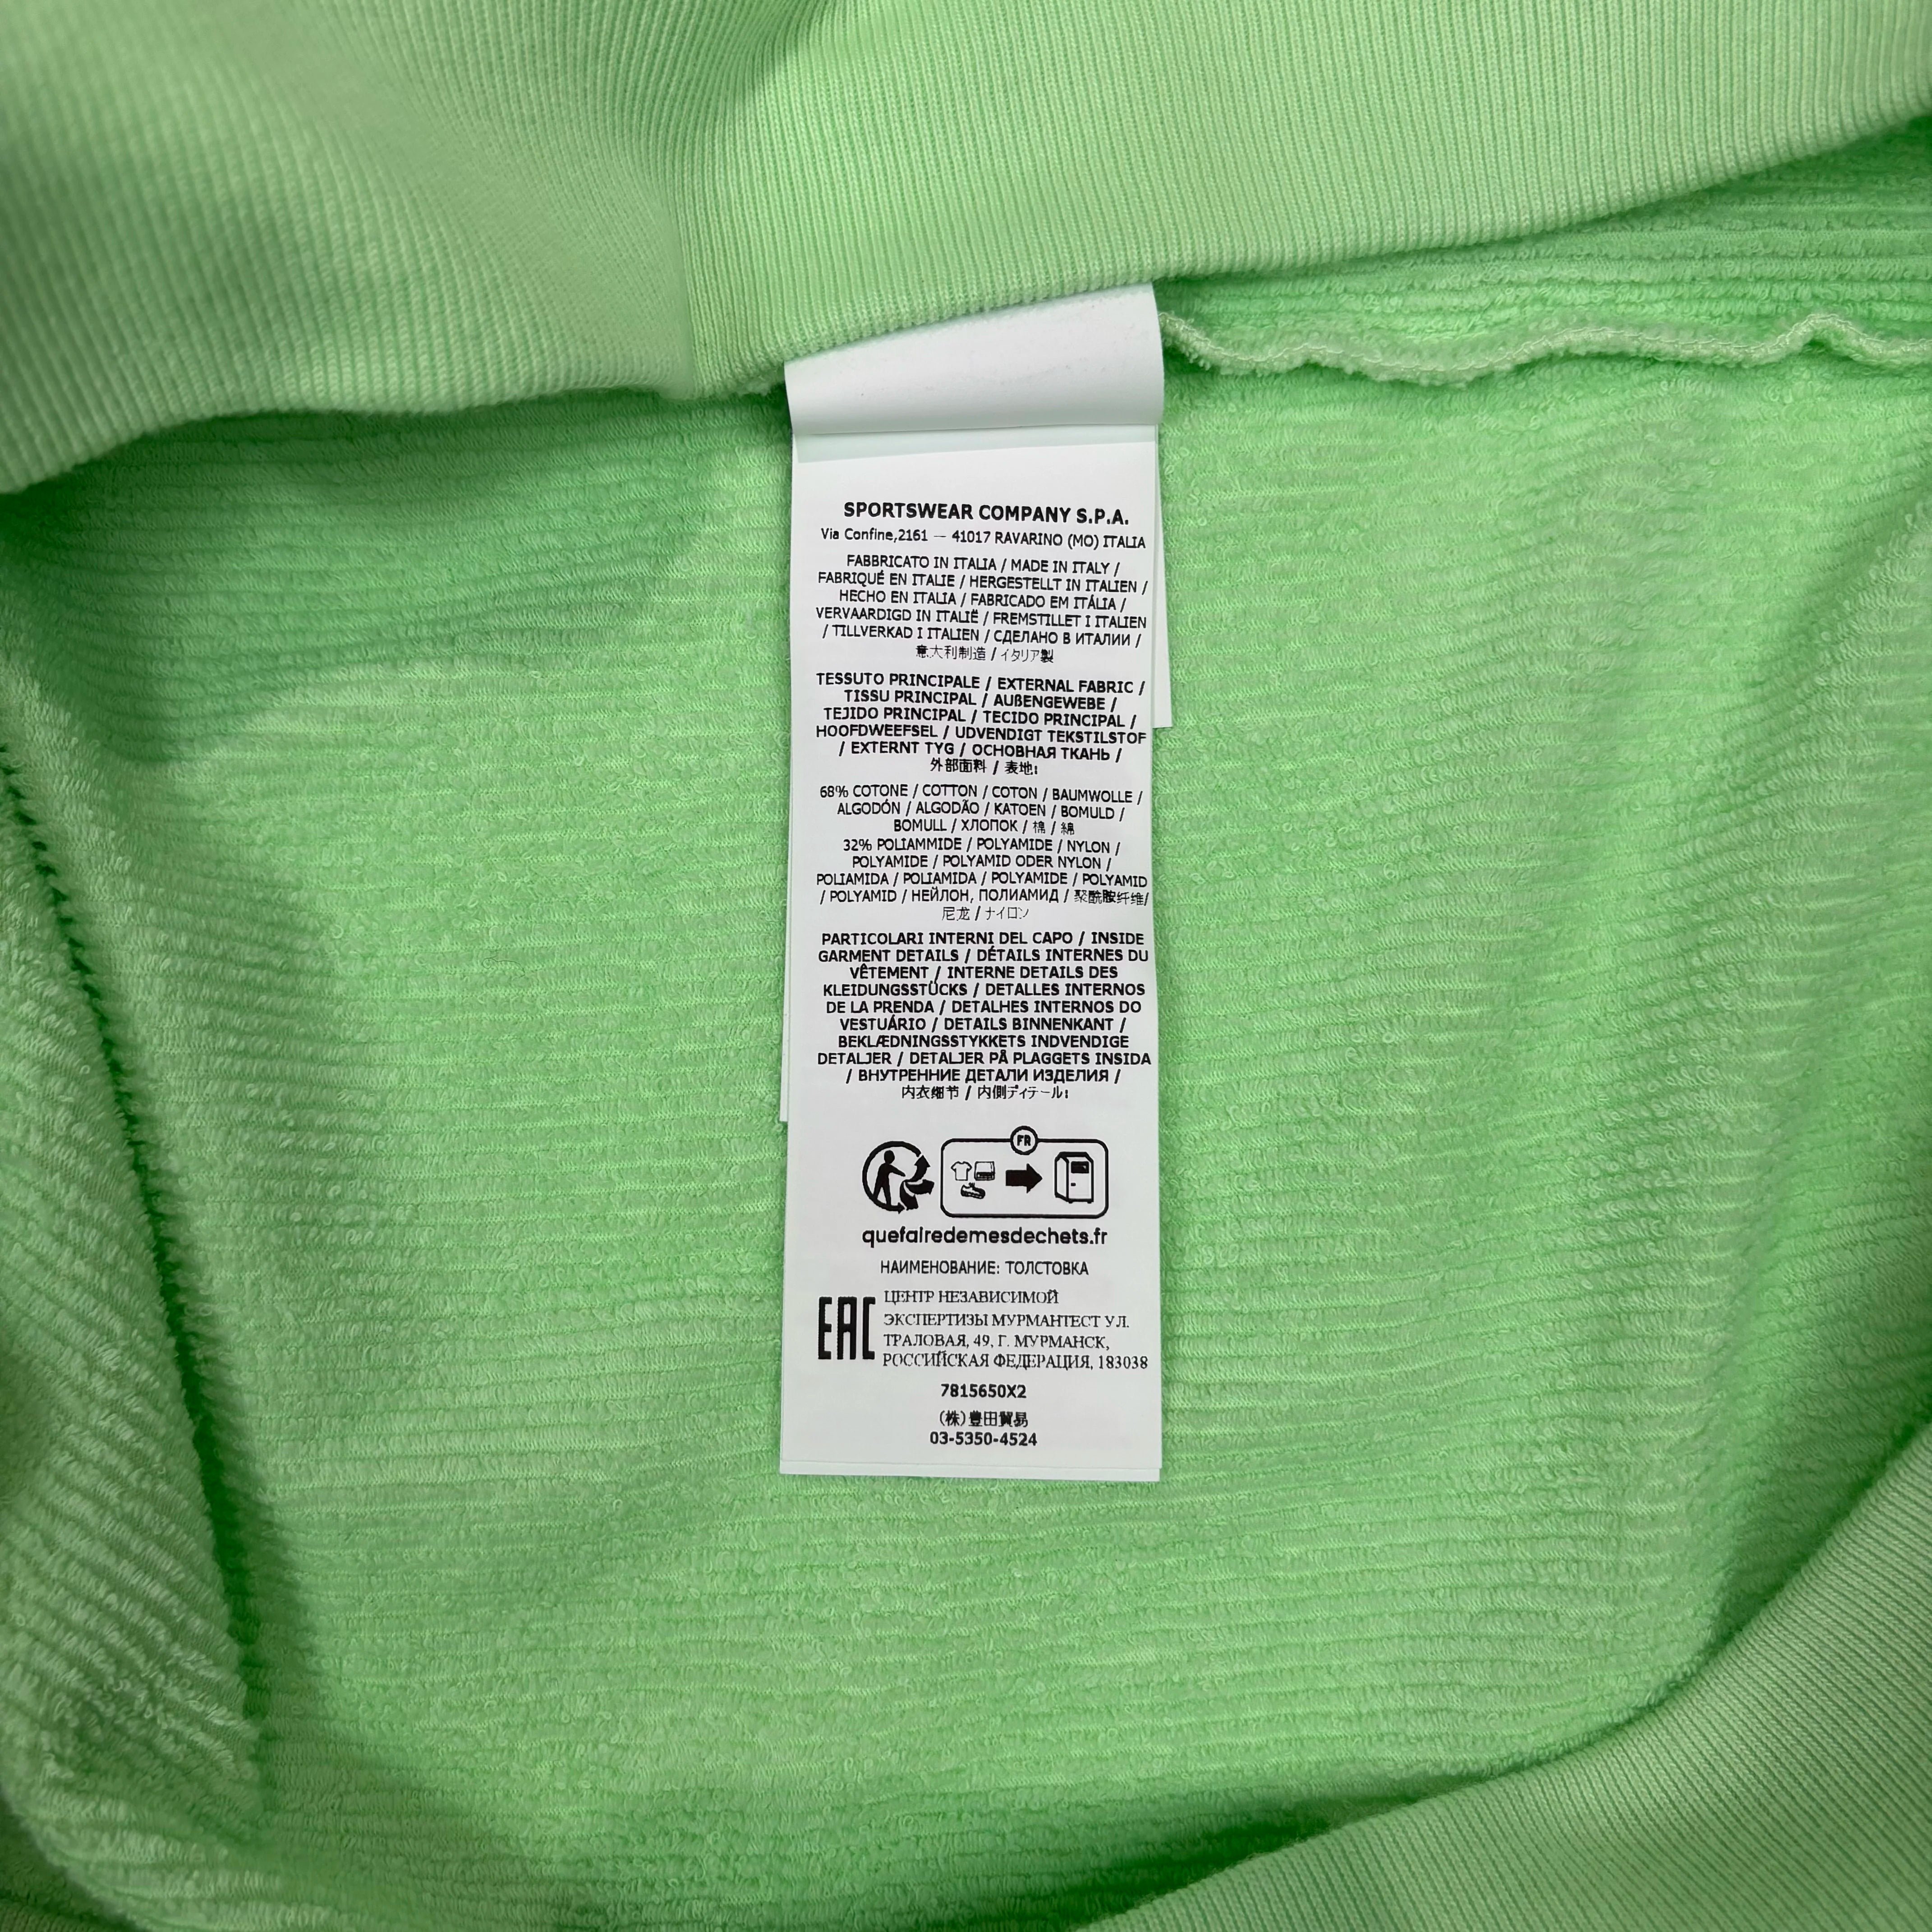 SPORTSWEAR COMPANY S.P.A.
Via Confine,2161 — 41017 RAVARINO (MO) ITALIA
FABBRICATO IN ITALIA / MADE IN ITALY /
FABRIQUÉ EN ITALIE / HERGESTELLT IN ITALIEN /
HECHO EN ITALIA / FABRICADO EM ITÁLIA /
VERVAARDIGD IN ITALIË / FREMSTILLET I ITALIEN
/ TILLVERKAD I ITALIEN / СДЕЛАНО В ИТАЛИИ /
意大利制造 / イタリア製
TESSUTO PRINCIPALE / EXTERNAL FABRIC /
TISSU PRINCIPAL / AUßENGEWEBE /
TEJIDO PRINCIPAL / TECIDO PRINCIPAL /
HOOFDWEEFSEL / UDVENDIGT TEKSTILSTOF
/ EXTERNT TYG / ОСНОВНАЯ ТКАНЬ /
外部面料 / 表地:
68% COTONE / COTTON / COTON / BAUMWOLLE /
ALGODÓN / ALGODÃO / KATOEN / BOMULD /
BOMULL / ХЛОПОК / 棉 / 綿
32% POLIAMMIDE / POLYAMIDE / NYLON /
POLYAMIDE / POLYAMID ODER NYLON /
POLIAMIDA / POLIAMIDA / POLYAMIDE / POLYAMID
/ POLYAMID / НЕЙЛОН, ПОЛИАМИД / 聚酰胺纤维/
尼龙 / ナイロン
PARTICOLARI INTERNI DEL CAPO / INSIDE
GARMENT DETAILS / DÉTAILS INTERNES DU
VÊTEMENT / INTERNE DETAILS DES
KLEIDUNGSSTÜCKS / DETALLES INTERNOS
DE LA PRENDA / DETALHES INTERNOS DO
VESTUÁRIO / DETAILS BINNENKANT /
BEKLÆDNINGSSTYKKETS INDVENDIGE
DETALJER / DETALJER PÅ PLAGGETS INSIDA
/ ВНУТРЕННИЕ ДЕТАЛИ ИЗДЕЛИЯ /
内衣细节 / 内側ディテール:
FR
quefairedemesdechets.fr
НАИМЕНОВАНИЕ: ТОЛСТОВКА
EAC
ЦЕНТР НЕЗАВИСИМОЙ
ЭКСПЕРТИЗЫ МУРМАНТЕСТ УЛ.
ТРАЛОВАЯ, 49, Г. МУРМАНСК,
РОССИЙСКАЯ ФЕДЕРАЦИЯ, 183038
7815650X2
(株)豊田貿易
03-5350-4524